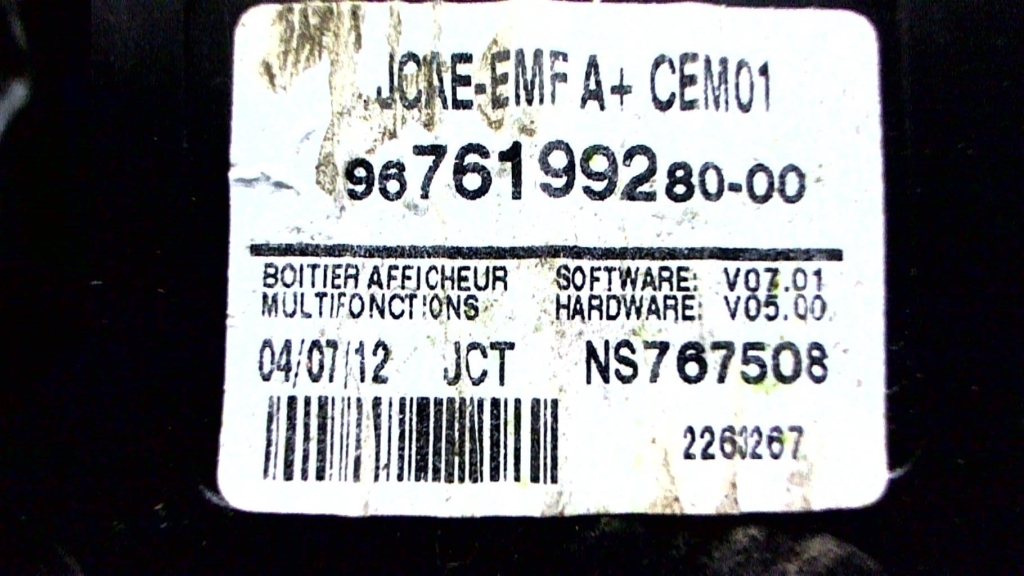 JCAE-EMF A+ CEM01
9676199280-00
BOITIER AFFICHEUR SOFTWARE: V07.01
MULTIFONCTIONS HARDWARE: V05.00
04/07/12 JCT NS767508